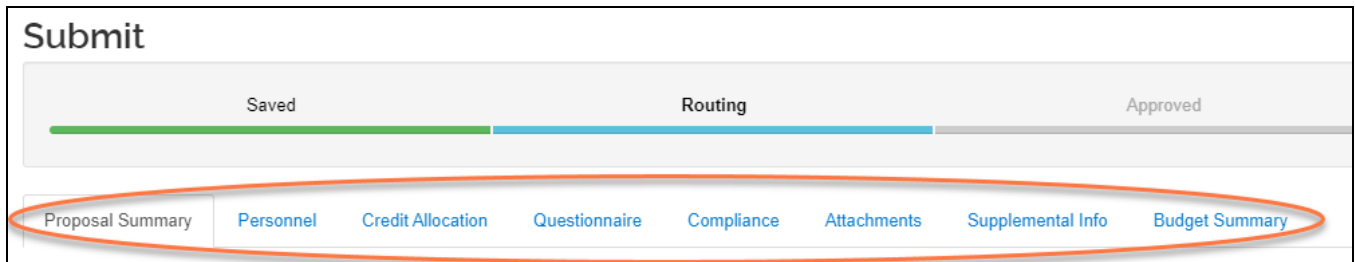 Submit
Saved Routing Approved
Proposal Summary Personnel Credit Allocation Questionnaire Compliance Attachments Supplemental Info Budget Summary